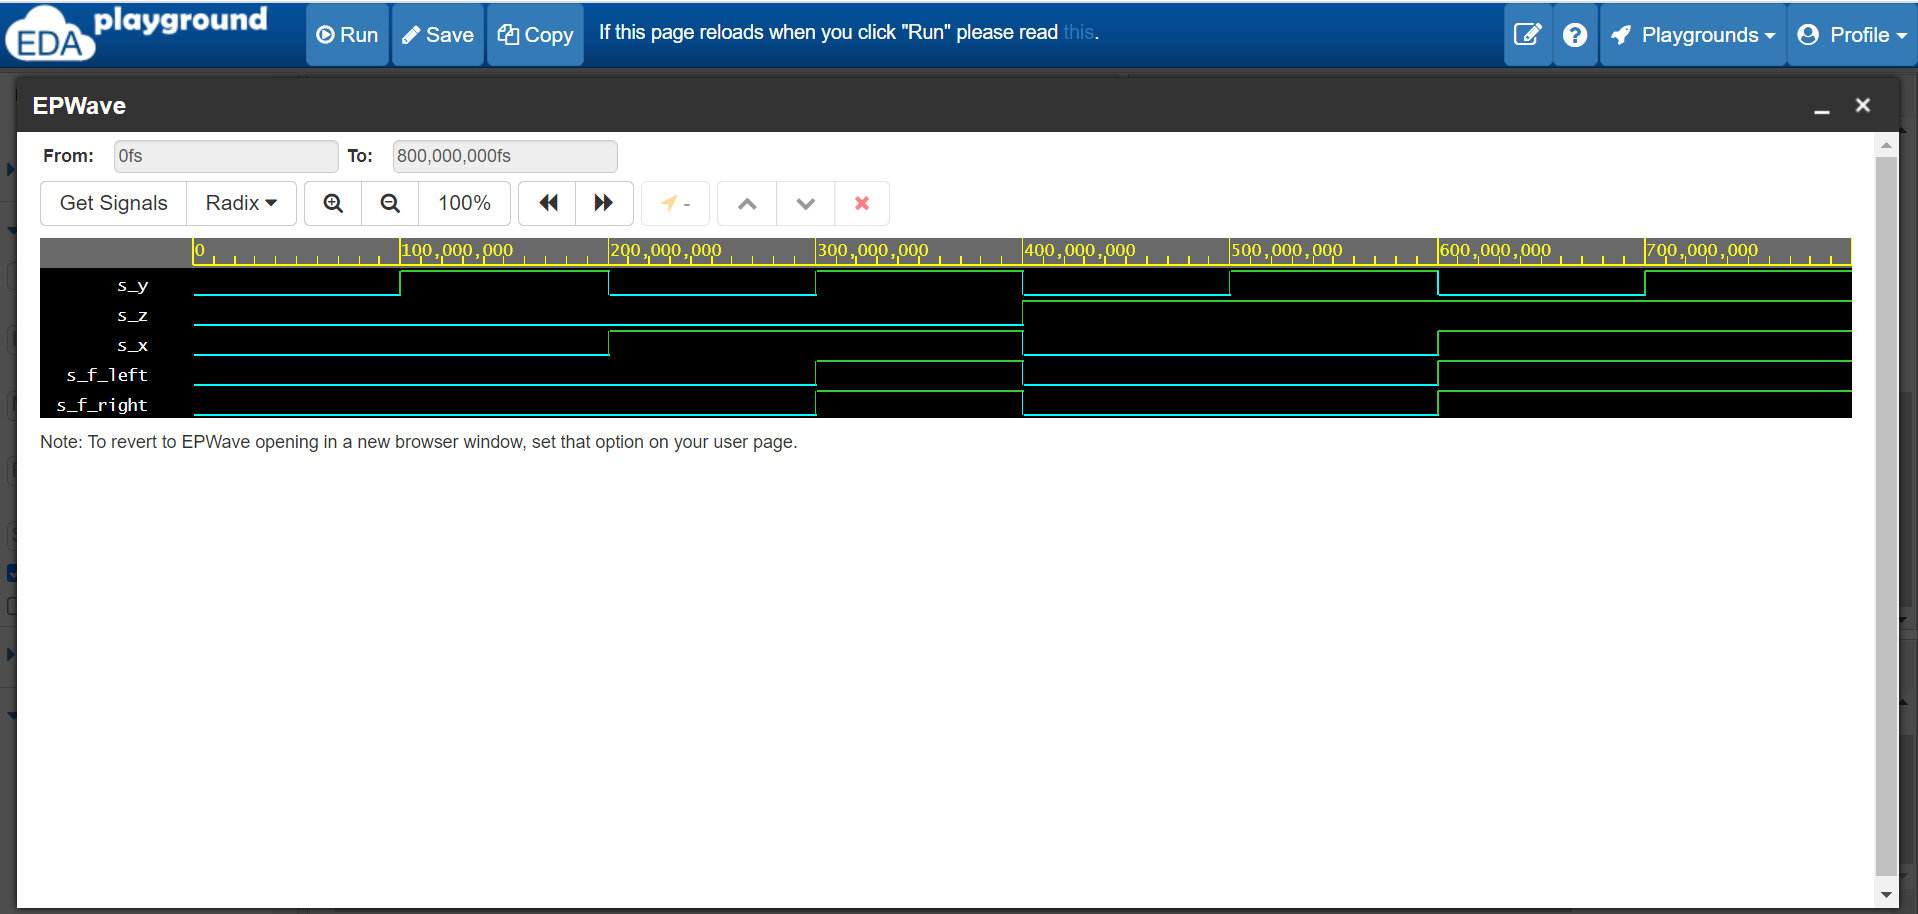 EDA playground
Run Save Copy If this page reloads when you click "Run" please read this. Playgrounds Profile
EPWave
From: 0fs To: 800,000,000fs
Get Signals Radix 100% -
0 100,000,000 200,000,000 300,000,000 400,000,000 500,000,000 600,000,000 700,000,000
s_y
s_z
s_x
s_f_left
s_f_right
Note: To revert to EPWave opening in a new browser window, set that option on your user page.